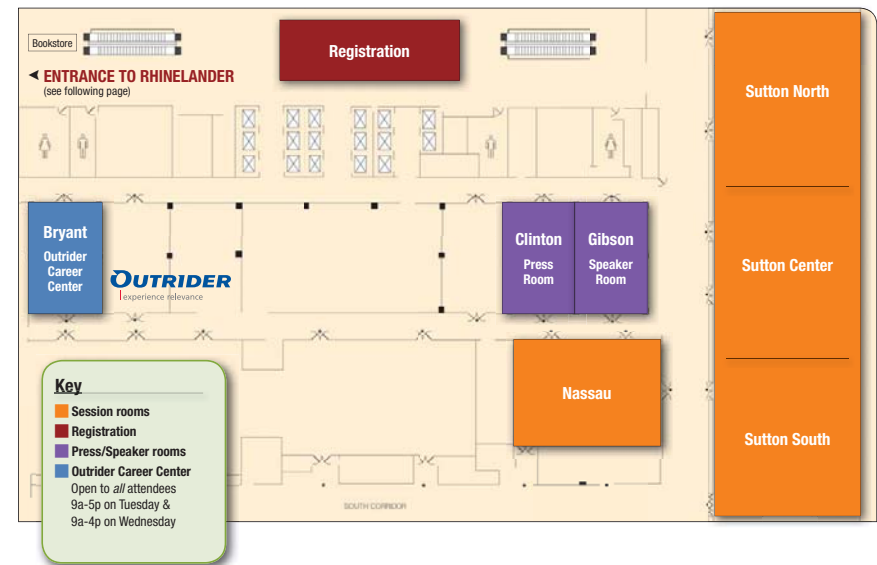 Bookstore
Registration
ENTRANCE TO RHINELANDER
(see following page)
Sutton North
Bryant
Outrider
Career
Center
OUTRIDER
experience relevance
Clinton
Press
Room
Gibson
Speaker
Room
Sutton Center
Nassau
Sutton South
Key
Session rooms
Registration
Press/Speaker rooms
Outrider Career Center
Open to all attendees
9a-5p on Tuesday &
9a-4p on Wednesday
SOUTH CORRIDOR